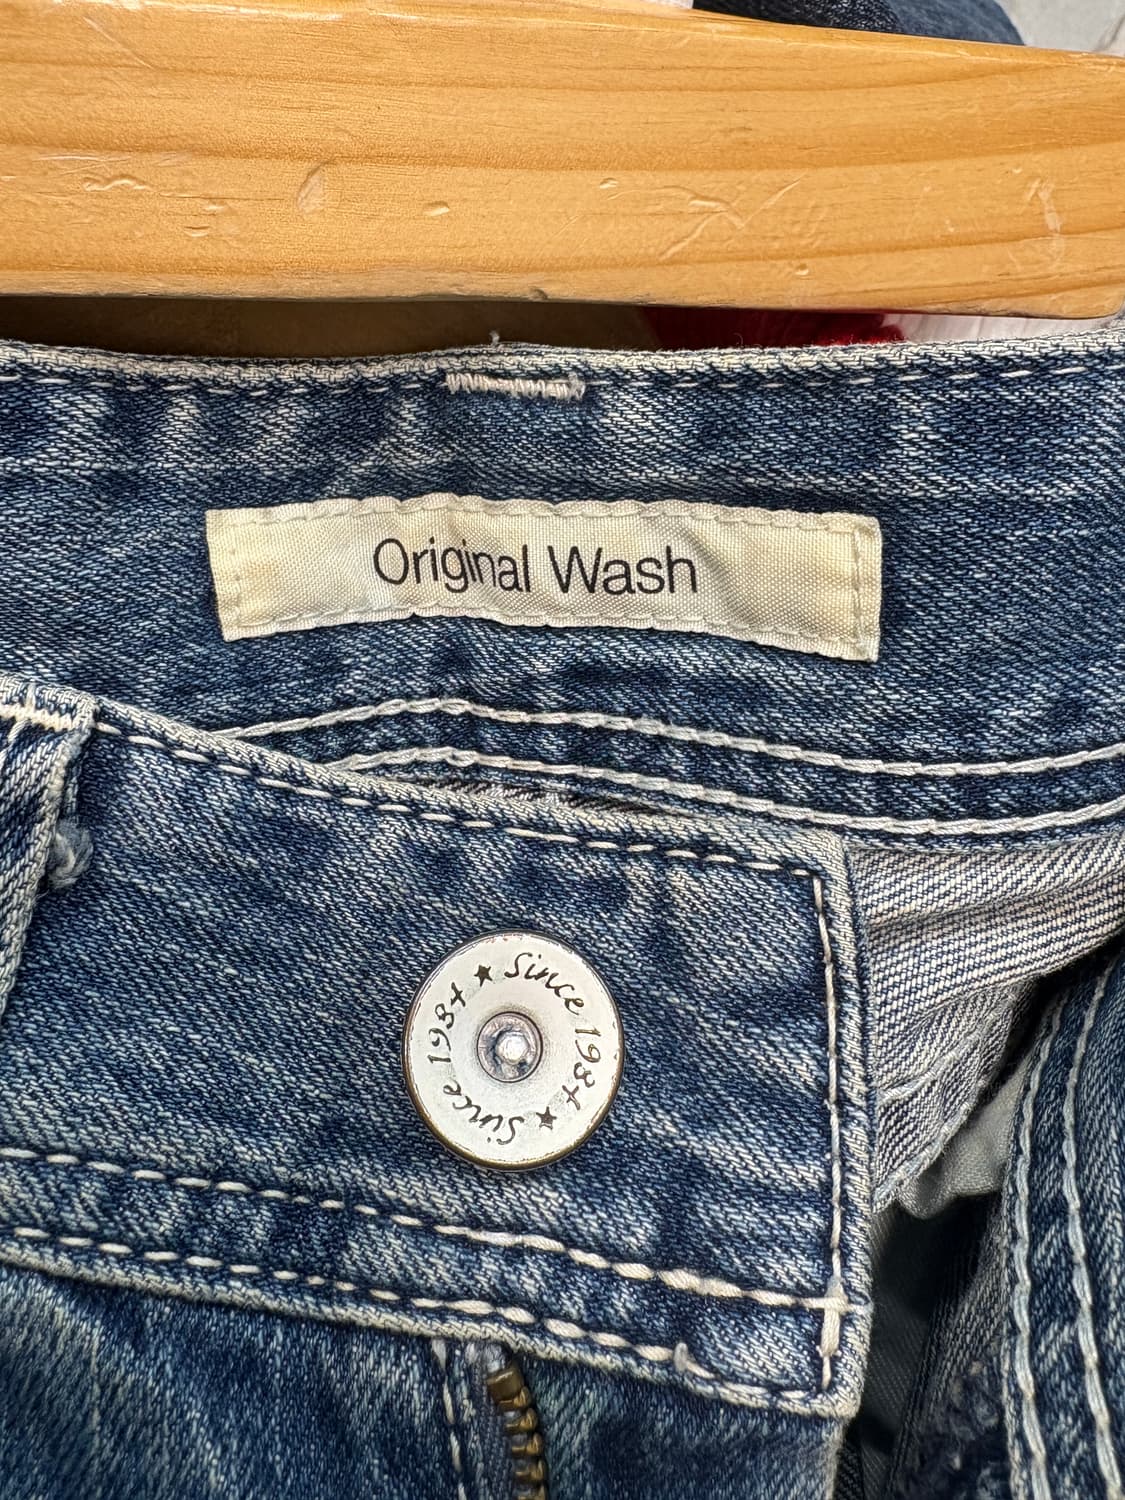 Original Wash
★ Since 1984 ★ Since 1984